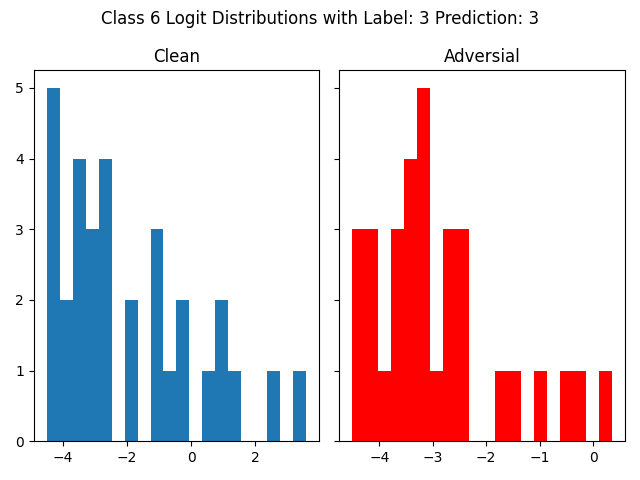 Class 6 Logit Distributions with Label: 3 Prediction: 3
Clean
Adversial
5
4
3
2
1
0
−4 −2 0 2
−4 −3 −2 −1 0